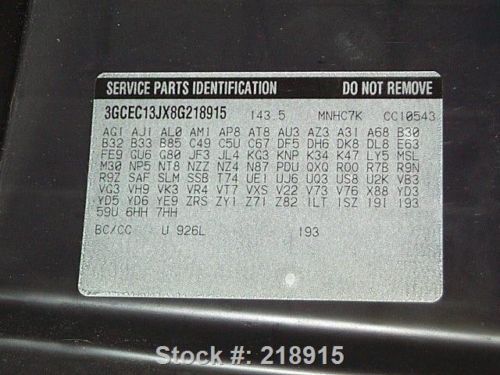 SERVICE PARTS IDENTIFICATION DO NOT REMOVE
3GCEC13JX8G218915 143.5 MNHC7K CC10543
AG1 AJ1 AL0 AM1 AP8 AT8 AU3 AZ3 A31 A68 B30
B32 B33 B85 C49 C5U C67 DF5 DH6 DK8 DL8 E63
FE9 GU6 G80 JF3 JL4 KG3 KNP K34 K47 LY5 MSL
M30 NP5 NT8 NZZ NZ4 N87 PDU QXQ RQO R7B R9N
R9Z SAF SLM SSB T74 UE1 UJ6 UQ3 US8 U2K VB3
VG3 VH9 VK3 VR4 VT7 VXS V22 V73 V76 X88 YD3
YD5 YD6 YE9 ZRS ZY1 Z71 Z82 1LT 1SZ 19I 193
59U 6HH 7HH
BC/CC U 926L 193
Stock #: 218915